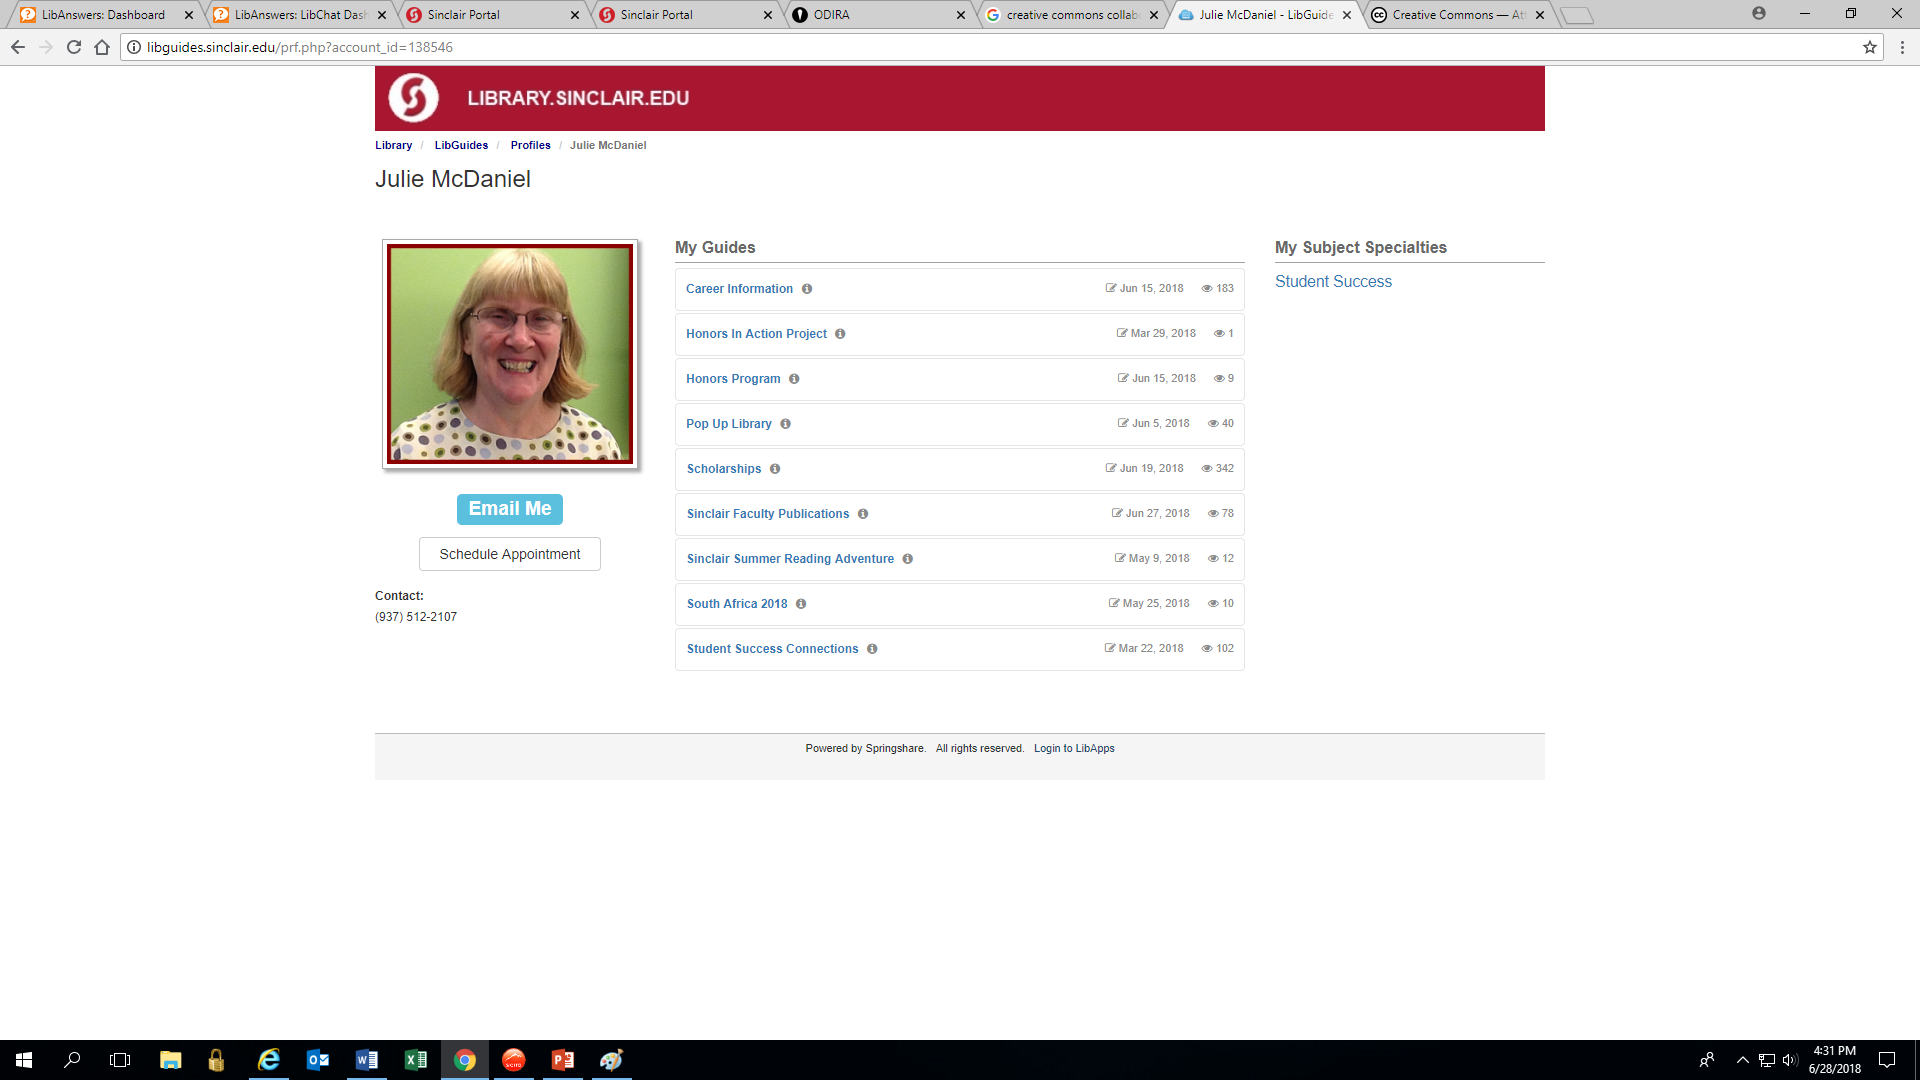 LibAnswers: Dashboard
LibAnswers: LibChat Dash
Sinclair Portal
Sinclair Portal
ODIRA
creative commons collab
Julie McDaniel - LibGuide
Creative Commons — At
libguides.sinclair.edu/prf.php?account_id=138546
LIBRARY.SINCLAIR.EDU
Library / LibGuides / Profiles / Julie McDaniel
Julie McDaniel
Email Me
Schedule Appointment
Contact:
(937) 512-2107
My Guides
Career Information Jun 15, 2018 183
Honors In Action Project Mar 29, 2018 1
Honors Program Jun 15, 2018 9
Pop Up Library Jun 5, 2018 40
Scholarships Jun 19, 2018 342
Sinclair Faculty Publications Jun 27, 2018 78
Sinclair Summer Reading Adventure May 9, 2018 12
South Africa 2018 May 25, 2018 10
Student Success Connections Mar 22, 2018 102
My Subject Specialties
Student Success
Powered by Springshare. All rights reserved. Login to LibApps
4:31 PM
6/28/2018